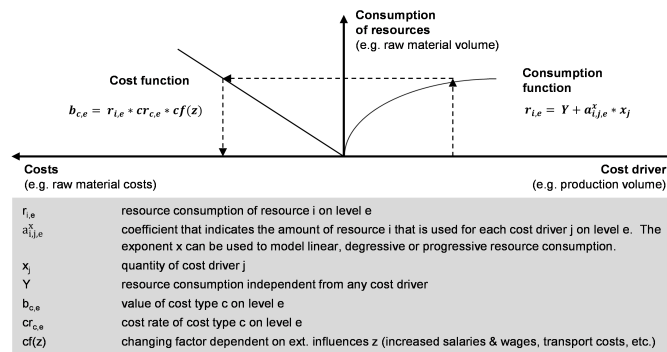 Consumption
of resources
(e.g. raw material volume)
Cost function
b_{c,e} = r_{i,e} * cr_{c,e} * cf(z)
Consumption
function
r_{i,e} = Y + a^x_{i,j,e} * x_j
Costs
(e.g. raw material costs)
Cost driver
(e.g. production volume)
r_{i,e} resource consumption of resource i on level e
a^x_{i,j,e} coefficient that indicates the amount of resource i that is used for each cost driver j on level e. The
exponent x can be used to model linear, degressive or progressive resource consumption.
x_j quantity of cost driver j
Y resource consumption independent from any cost driver
b_{c,e} value of cost type c on level e
cr_{c,e} cost rate of cost type c on level e
cf(z) changing factor dependent on ext. influences z (increased salaries & wages, transport costs, etc.)